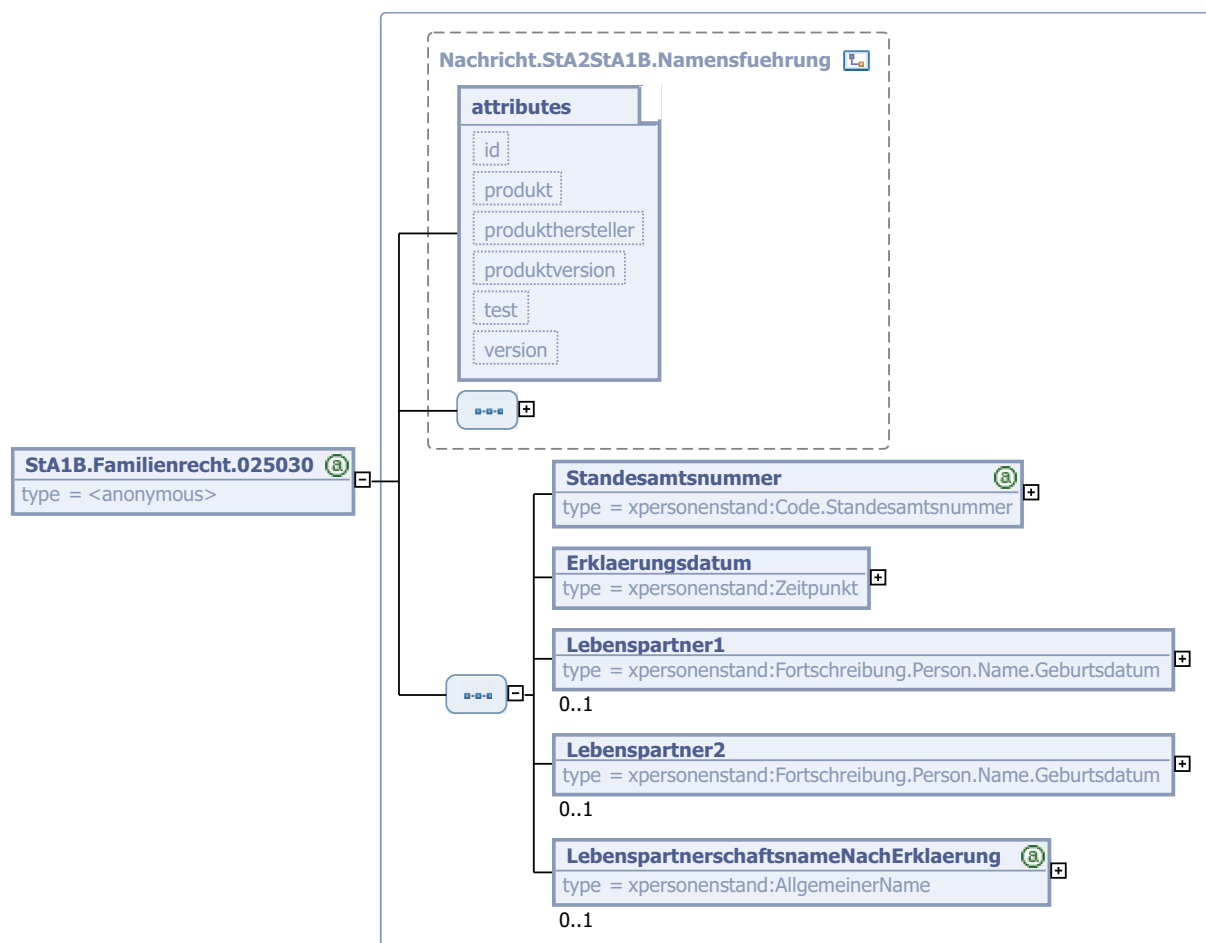 Nachricht.StA2StA1B.Namensfuehrung
attributes
id
produkt
produkthersteller
produktversion
test
version
StA1B.Familienrecht.025030 @
type = <anonymous>
Standesamtsnummer @
type = xpersonenstand:Code.Standesamtsnummer
Erklaerungsdatum
type = xpersonenstand:Zeitpunkt
Lebenspartner1
type = xpersonenstand:Fortschreibung.Person.Name.Geburtsdatum
0..1
Lebenspartner2
type = xpersonenstand:Fortschreibung.Person.Name.Geburtsdatum
0..1
LebenspartnerschaftsnameNachErklaerung @
type = xpersonenstand:AllgemeinerName
0..1